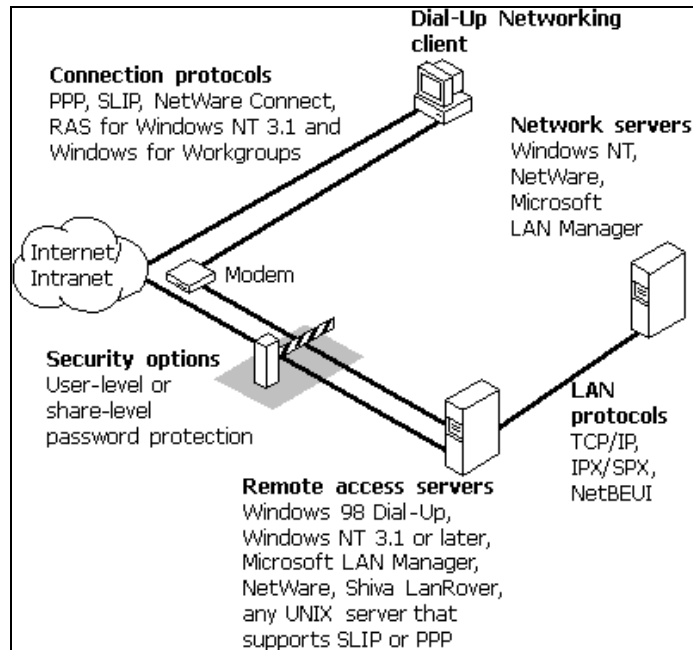 Dial-Up Networking
client
Connection protocols
PPP, SLIP, NetWare Connect,
RAS for Windows NT 3.1 and
Windows for Workgroups
Network servers
Windows NT,
NetWare,
Microsoft
LAN Manager
Internet/
Intranet
Modem
Security options
User-level or
share-level
password protection
LAN
protocols
TCP/IP,
IPX/SPX,
NetBEUI
Remote access servers
Windows 98 Dial-Up,
Windows NT 3.1 or later,
Microsoft LAN Manager,
NetWare, Shiva LanRover,
any UNIX server that
supports SLIP or PPP